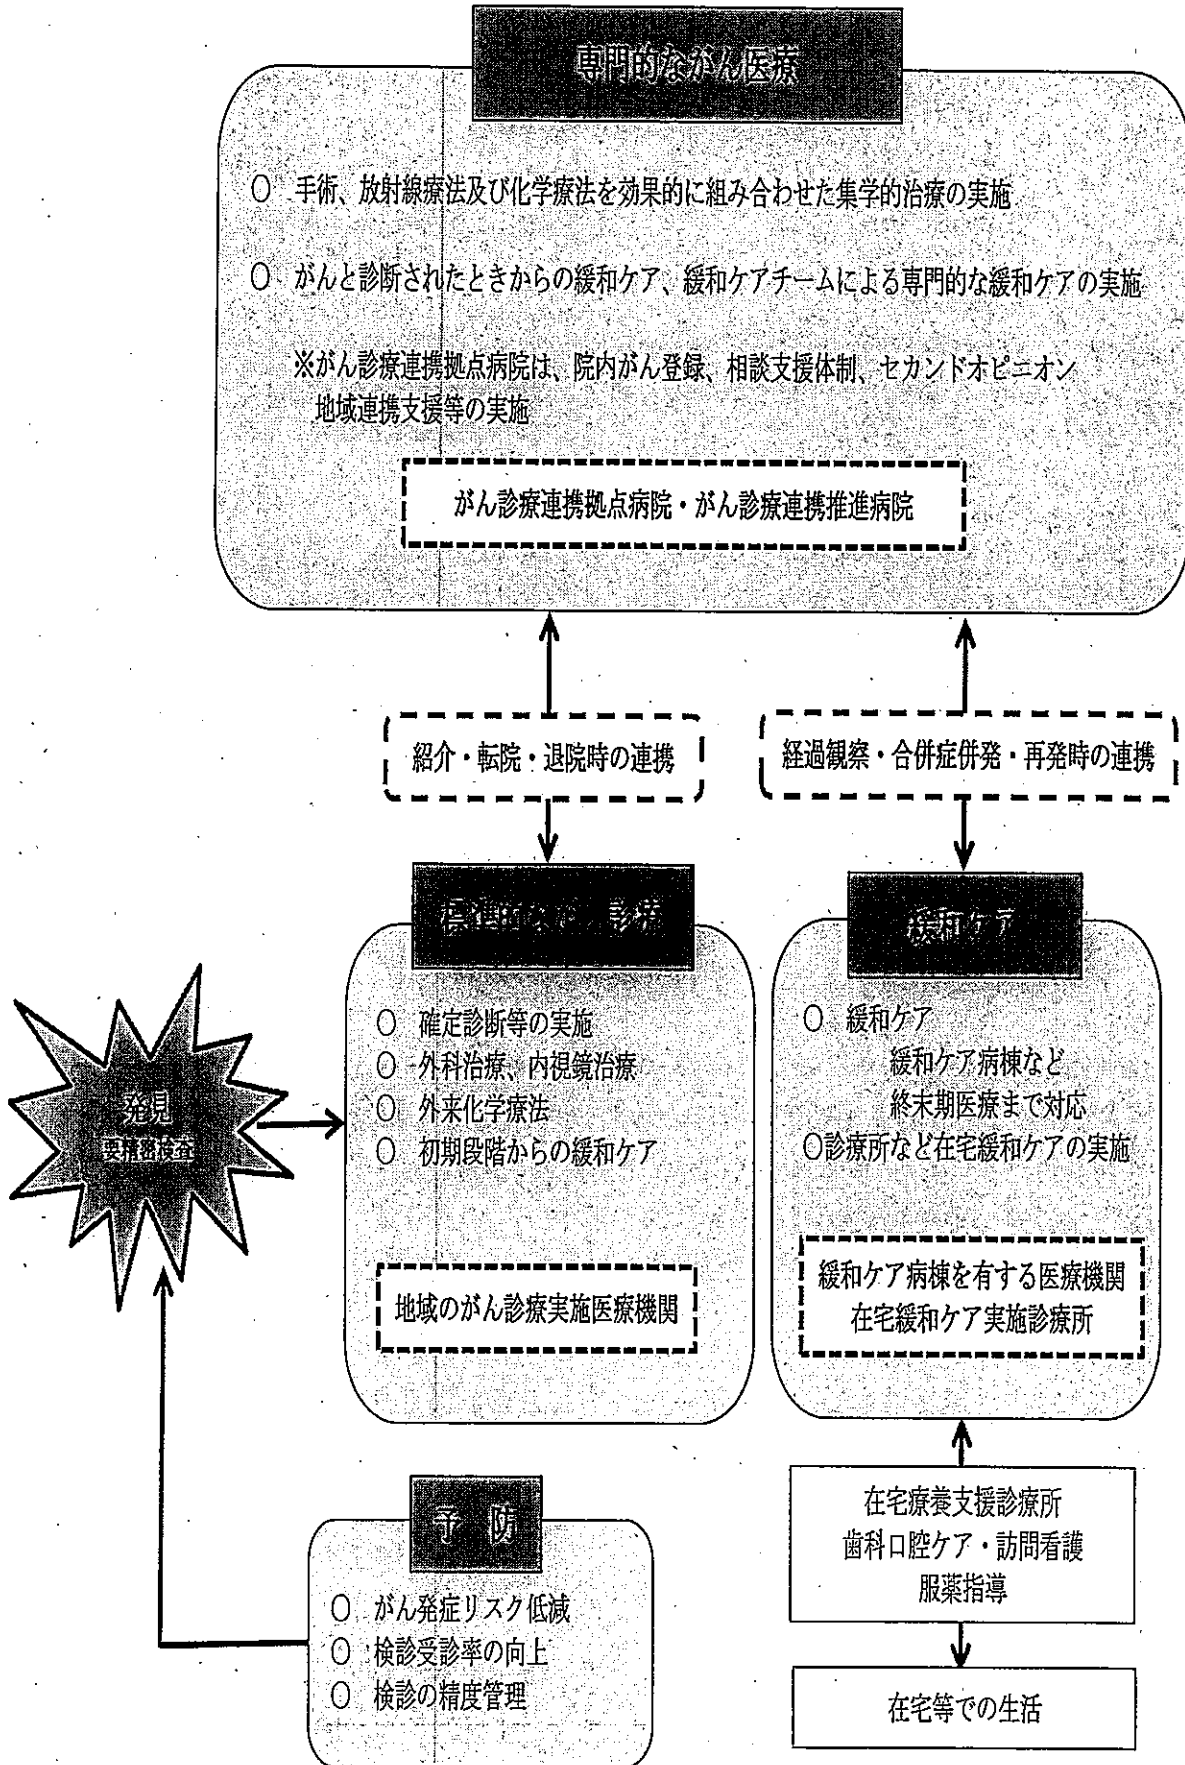 専門的ながん医療
○ 手術、放射線療法及び化学療法を効果的に組み合わせた集学的治療の実施
○ がんと診断されたときからの緩和ケア、緩和ケアチームによる専門的な緩和ケアの実施
※がん診療連携拠点病院は、院内がん登録、相談支援体制、セカンドオピニオン
地域連携支援等の実施
がん診療連携拠点病院・がん診療連携推進病院
紹介・転院・退院時の連携
経過観察・合併症併発・再発時の連携
標準的 診療
○ 確定診断等の実施
○ 外科治療、内視鏡治療
○ 外来化学療法
○ 初期段階からの緩和ケア
地域のがん診療実施医療機関
緩和ケア
○ 緩和ケア
緩和ケア病棟など
終末期医療まで対応
○診療所など在宅緩和ケアの実施
緩和ケア病棟を有する医療機関
在宅緩和ケア実施診療所
発見
要精密検査
在宅療養支援診療所
歯科口腔ケア・訪問看護
服薬指導
在宅等での生活
予 防
○ がん発症リスク低減
○ 検診受診率の向上
○ 検診の精度管理